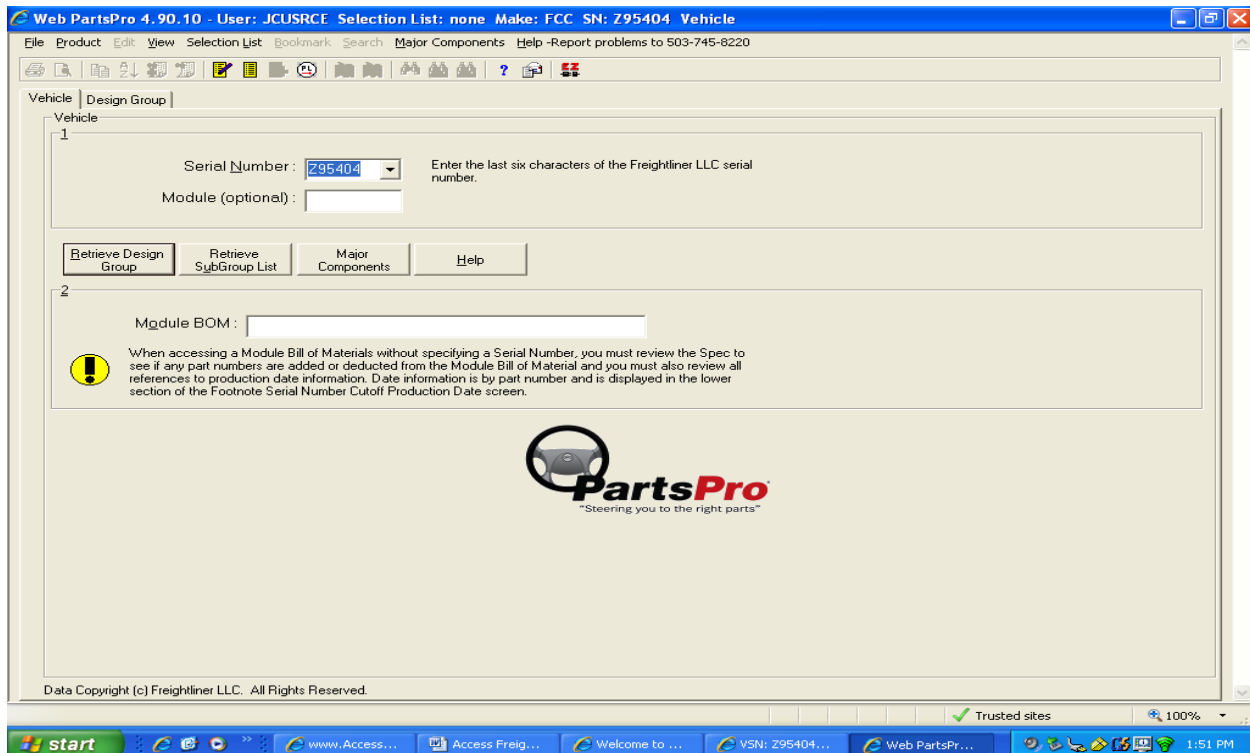 Web PartsPro 4.90.10 - User: JCUSRCE Selection List: none Make: FCC SN: Z95404 Vehicle
File Product Edit View Selection List Bookmark Search Major Components Help -Report problems to 503-745-8220
Vehicle Design Group
Vehicle
1
Serial Number : Z95404
Enter the last six characters of the Freightliner LLC serial
number.
Module (optional) :
Retrieve Design
Group
Retrieve
SubGroup List
Major
Components
Help
2
Module BOM :
When accessing a Module Bill of Materials without specifying a Serial Number, you must review the Spec to
see if any part numbers are added or deducted from the Module Bill of Material and you must also review all
references to production date information. Date information is by part number and is displayed in the lower
section of the Footnote Serial Number Cutoff Production Date screen.
PartsPro
"Steering you to the right parts"
Data Copyright (c) Freightliner LLC. All Rights Reserved.
Trusted sites 100%
start www.Access... Access Freig... Welcome to ... VSN: Z95404... Web PartsPr... 1:51 PM